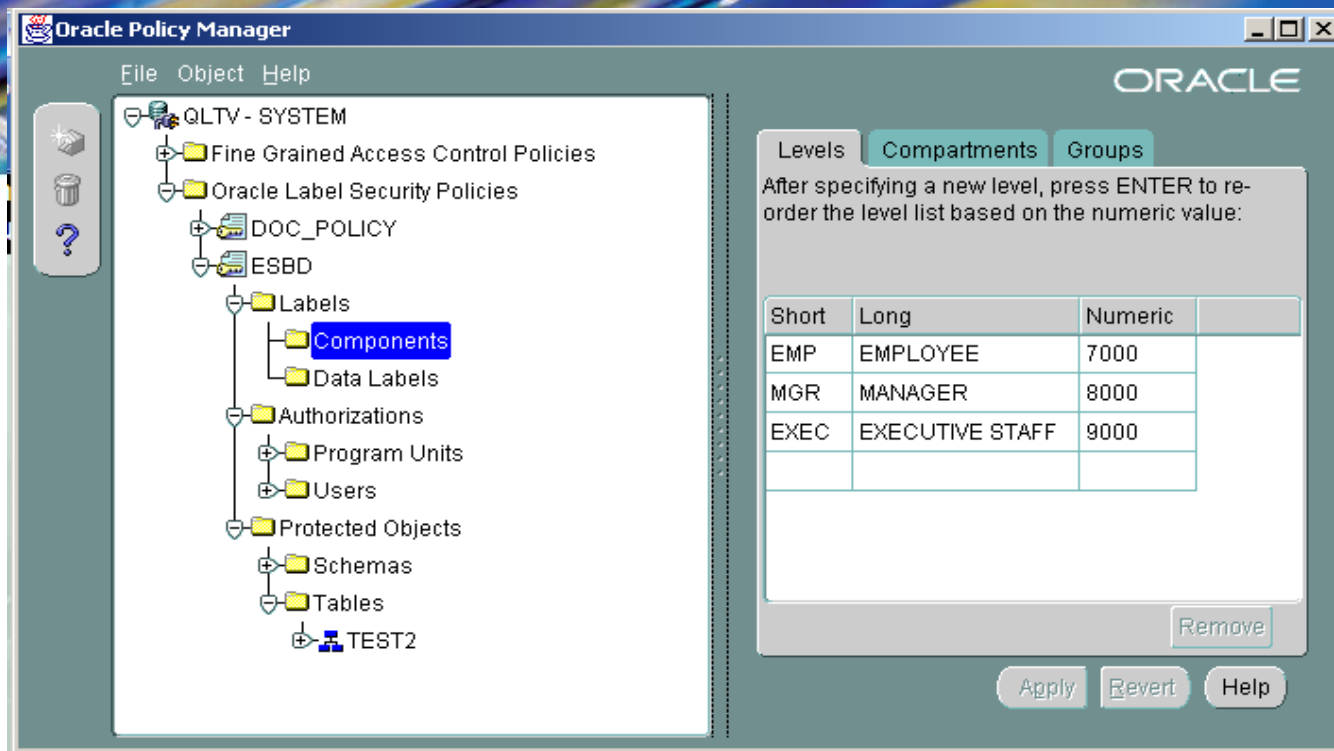 Oracle Policy Manager
File Object Help
ORACLE
QLTV - SYSTEM
Fine Grained Access Control Policies
Oracle Label Security Policies
DOC_POLICY
ESBD
Labels
Components
Data Labels
Authorizations
Program Units
Users
Protected Objects
Schemas
Tables
TEST2
Levels Compartments Groups
After specifying a new level, press ENTER to re-
order the level list based on the numeric value:
Short Long Numeric
EMP EMPLOYEE 7000
MGR MANAGER 8000
EXEC EXECUTIVE STAFF 9000
Remove
Apply Revert Help